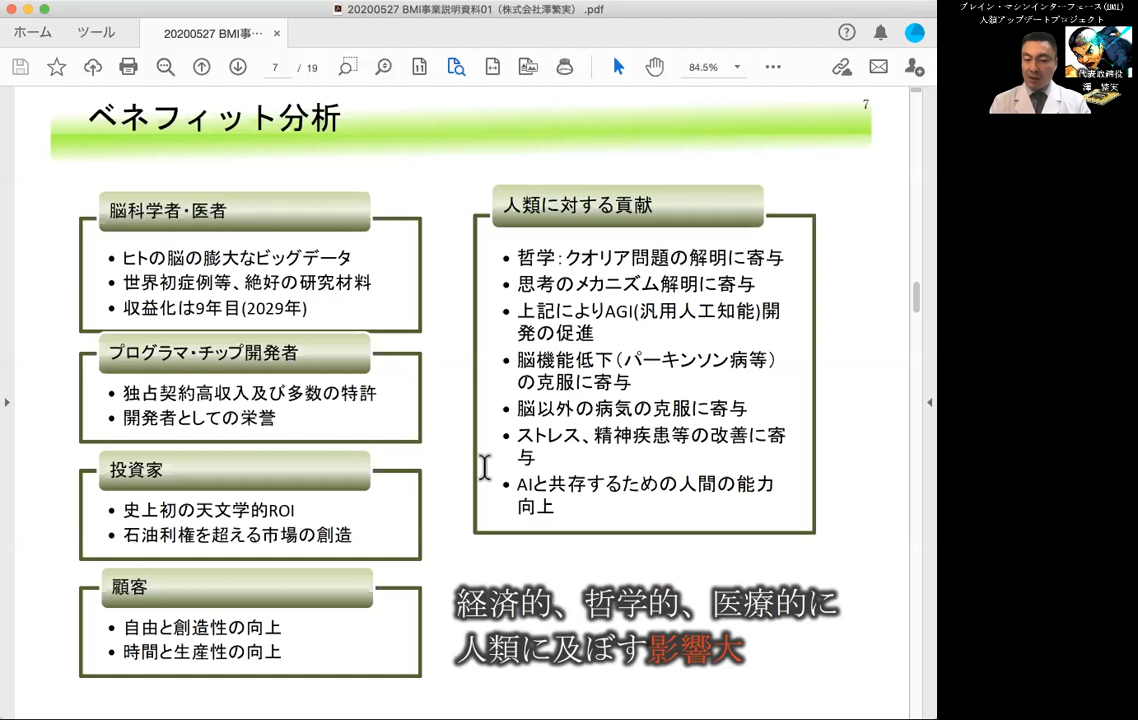 20200527 BMI事業説明資料01（株式会社澤繁実）.pdf
ホーム ツール 20200527 BMI事… ×
7 / 19 84.5%
ブレイン・マシンインターフェース(BMI)
人類アップデートプロジェクト
代表取締役
澤 繁実
ベネフィット分析
7
脳科学者・医者
• ヒトの脳の膨大なビッグデータ
• 世界初症例等、絶好の研究材料
• 収益化は9年目(2029年)
プログラマ・チップ開発者
• 独占契約高収入及び多数の特許
• 開発者としての栄誉
投資家
• 史上初の天文学的ROI
• 石油利権を超える市場の創造
顧客
• 自由と創造性の向上
• 時間と生産性の向上
人類に対する貢献
• 哲学：クオリア問題の解明に寄与
• 思考のメカニズム解明に寄与
• 上記によりAGI(汎用人工知能)開
発の促進
• 脳機能低下（パーキンソン病等）
の克服に寄与
• 脳以外の病気の克服に寄与
• ストレス、精神疾患等の改善に寄
与
• AIと共存するための人間の能力
向上
経済的、哲学的、医療的に
人類に及ぼす影響大